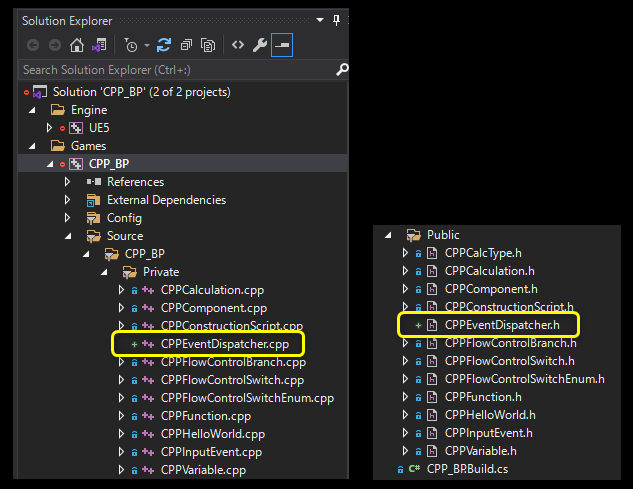 Solution Explorer
Search Solution Explorer (Ctrl+:)
Solution 'CPP_BP' (2 of 2 projects)
Engine
UE5
Games
CPP_BP
References
External Dependencies
Config
Source
CPP_BP
Private
CPPCalculation.cpp
CPPComponent.cpp
CPPConstructionScript.cpp
CPPEventDispatcher.cpp
CPPFlowControlBranch.cpp
CPPFlowControlSwitch.cpp
CPPFlowControlSwitchEnum.cpp
CPPFunction.cpp
CPPHelloWorld.cpp
CPPInputEvent.cpp
CPPVariable.cpp
Public
CPPCalcType.h
CPPCalculation.h
CPPComponent.h
CPPConstructionScript.h
CPPEventDispatcher.h
CPPFlowControlBranch.h
CPPFlowControlSwitch.h
CPPFlowControlSwitchEnum.h
CPPFunction.h
CPPHelloWorld.h
CPPInputEvent.h
CPPVariable.h
C# CPP_BP.Build.cs